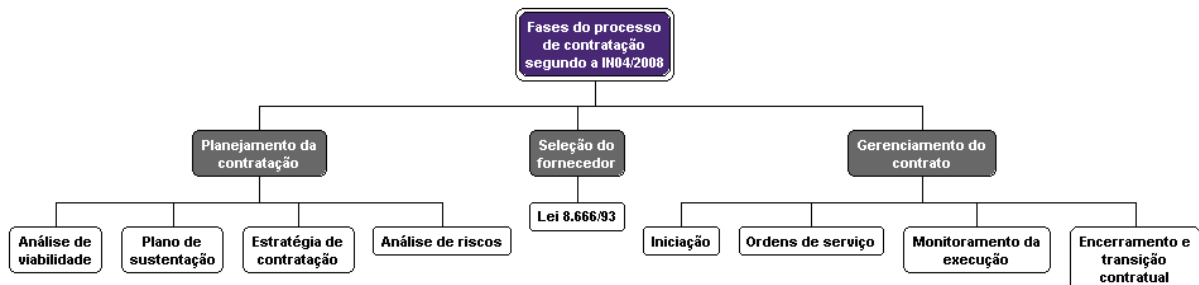 Fases do processo
de contratação
segundo a IN04/2008
Planejamento da
contratação
Seleção do
fornecedor
Gerenciamento do
contrato
Análise de
viabilidade
Plano de
sustentação
Estratégia de
contratação
Análise de riscos
Lei 8.666/93
Iniciação
Ordens de serviço
Monitoramento da
execução
Encerramento e
transição
contratual